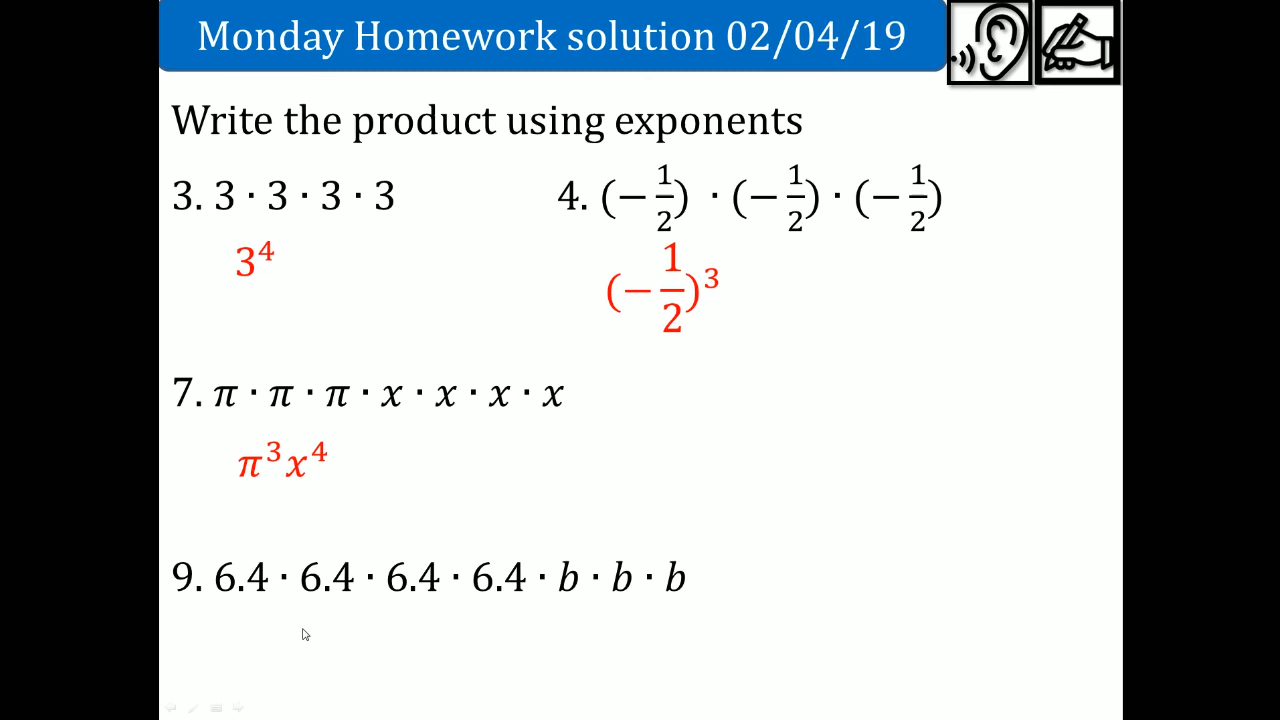 Monday Homework solution 02/04/19
Write the product using exponents
3. 3 · 3 · 3 · 3
4. (−1/2) · (−1/2) · (−1/2)
3⁴
(−1/2)³
7. π · π · π · x · x · x · x
π³x⁴
9. 6.4 · 6.4 · 6.4 · 6.4 · b · b · b